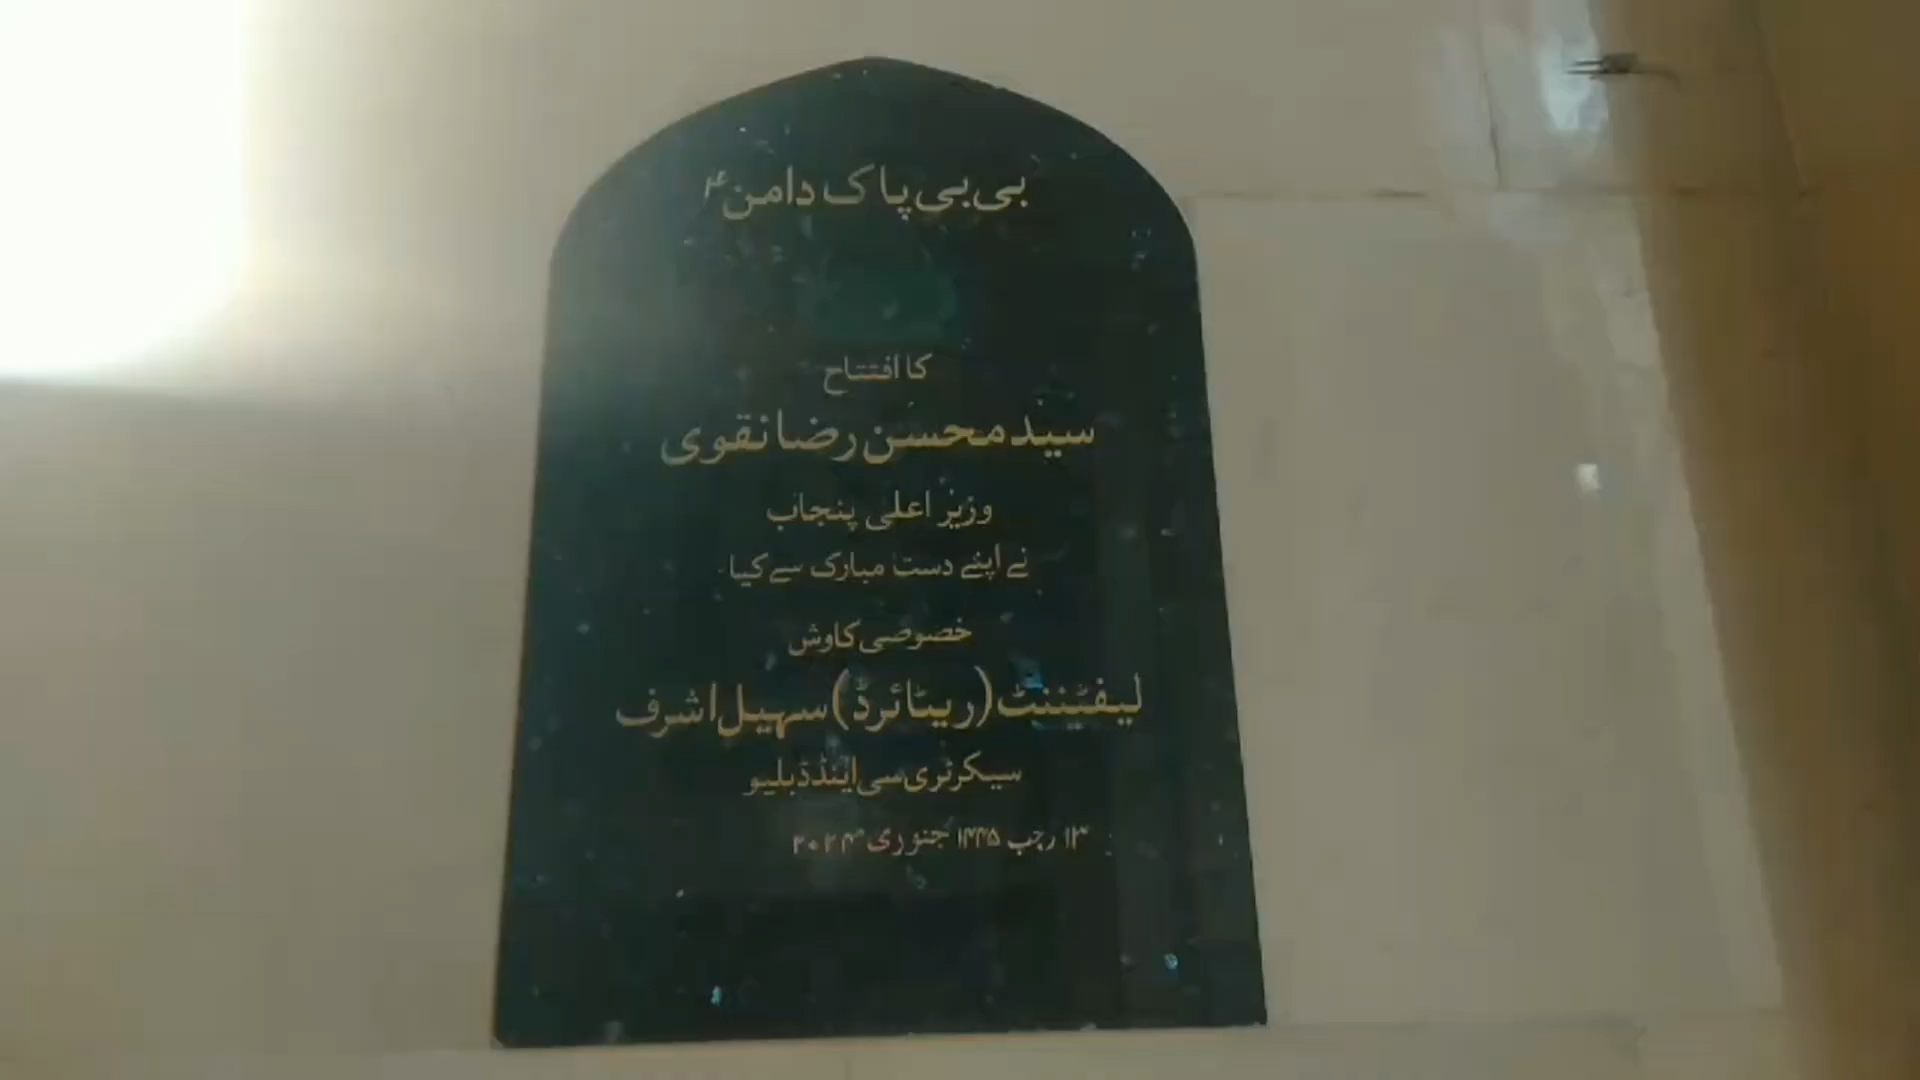 بی بی پاک دامنؑ
کا افتتاح
سید محسن رضا نقوی
وزیر اعلی پنجاب
نے اپنے دست مبارک سے کیا
خصوصی کاوش
لیفٹیننٹ (ریٹائرڈ) سہیل اشرف
سیکرٹری سی اینڈ ڈبلیو
۱۳ رجب ۱۴۴۵ جنوری ۲۰۲۴ء